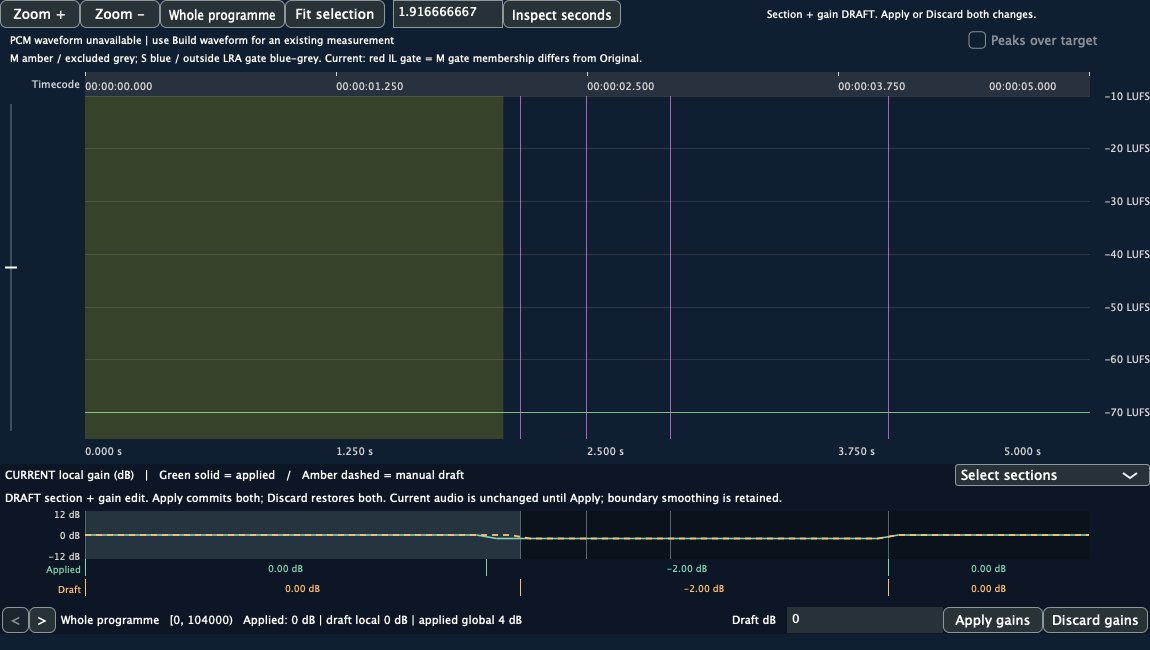 Zoom + Zoom − Whole programme Fit selection 1.916666667 Inspect seconds Section + gain DRAFT. Apply or Discard both changes.
PCM waveform unavailable | use Build waveform for an existing measurement Peaks over target
M amber / excluded grey; S blue / outside LRA gate blue-grey. Current: red IL gate = M gate membership differs from Original.
Timecode 00:00:00.000 00:00:01.250 00:00:02.500 00:00:03.750 00:00:05.000
−10 LUFS
−20 LUFS
−30 LUFS
−40 LUFS
−50 LUFS
−60 LUFS
−70 LUFS
0.000 s 1.250 s 2.500 s 3.750 s 5.000 s
CURRENT local gain (dB) | Green solid = applied / Amber dashed = manual draft Select sections
DRAFT section + gain edit. Apply commits both; Discard restores both. Current audio is unchanged until Apply; boundary smoothing is retained.
12 dB
0 dB
−12 dB
Applied 0.00 dB −2.00 dB 0.00 dB
Draft 0.00 dB −2.00 dB 0.00 dB
< > Whole programme [0, 104000) Applied: 0 dB | draft local 0 dB | applied global 4 dB Draft dB 0 Apply gains Discard gains